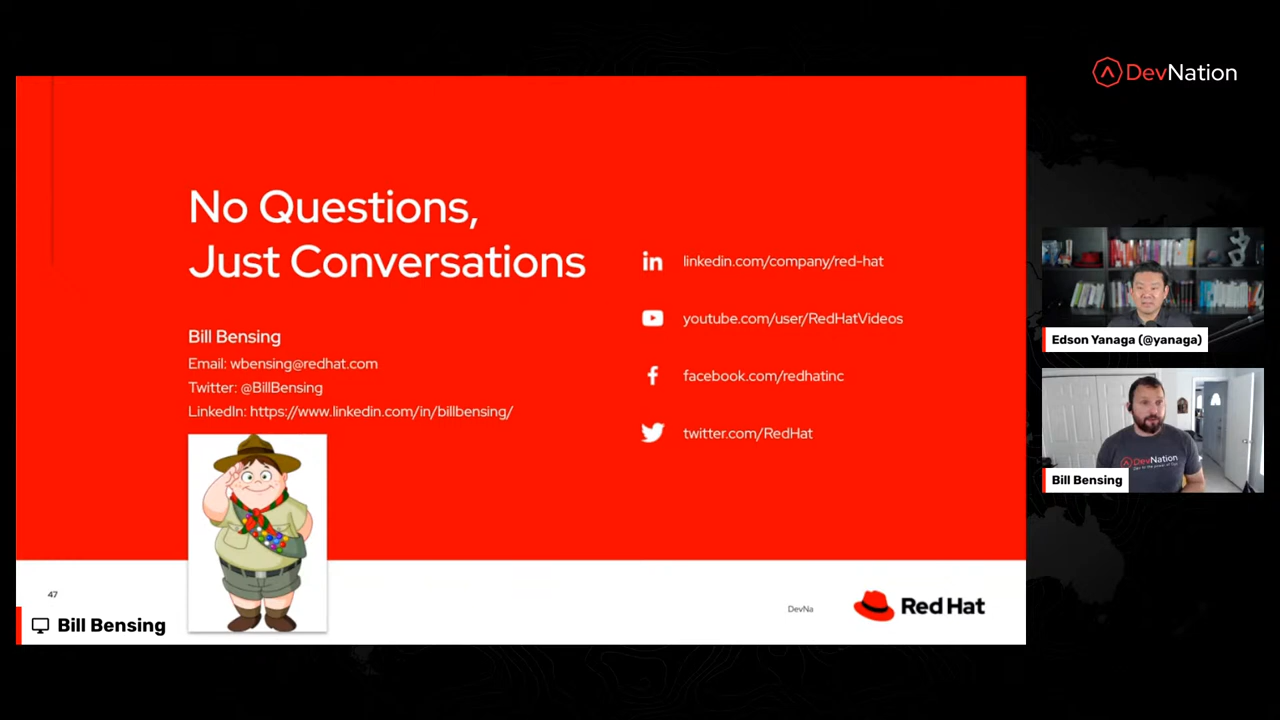 DevNation
No Questions,
Just Conversations
Bill Bensing
Email: wbensing@redhat.com
Twitter: @BillBensing
LinkedIn: https://www.linkedin.com/in/billbensing/
linkedin.com/company/red-hat
youtube.com/user/RedHatVideos
facebook.com/redhatinc
twitter.com/RedHat
47
DevNa
Red Hat
Bill Bensing
Edson Yanaga (@yanaga)
DevNation
Bill Bensing